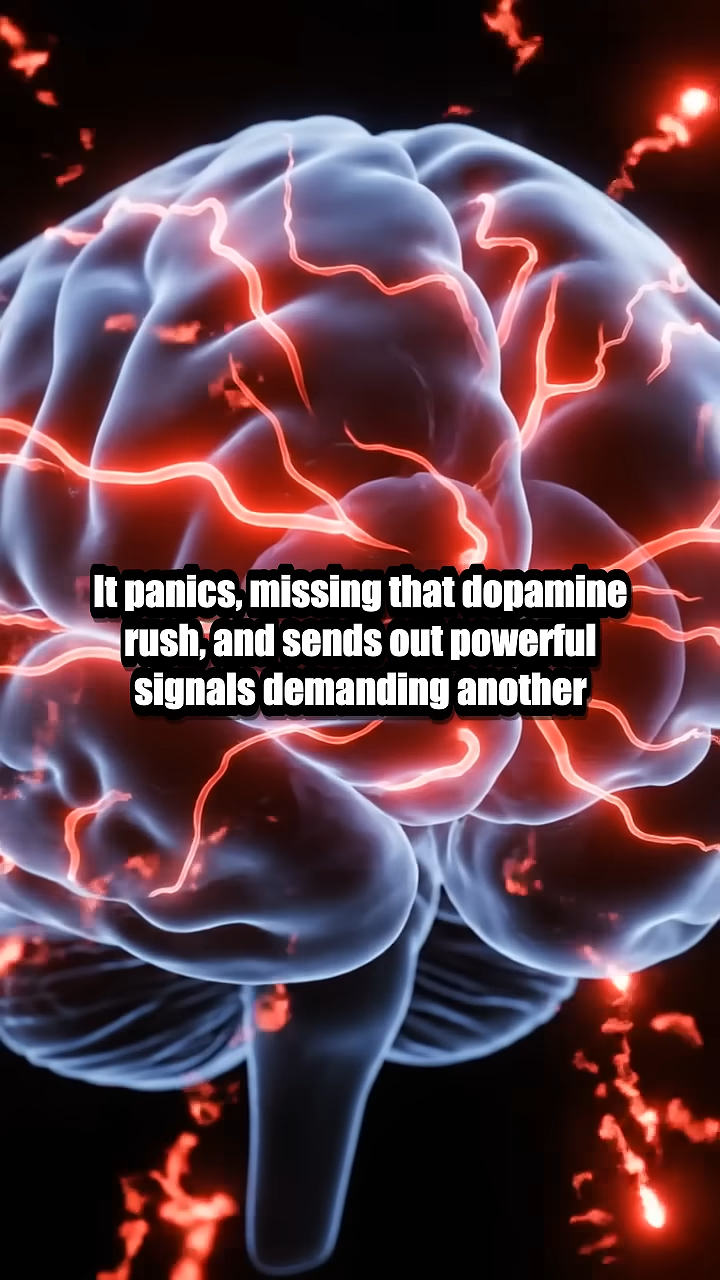 It panics, missing that dopamine
rush, and sends out powerful
signals demanding another